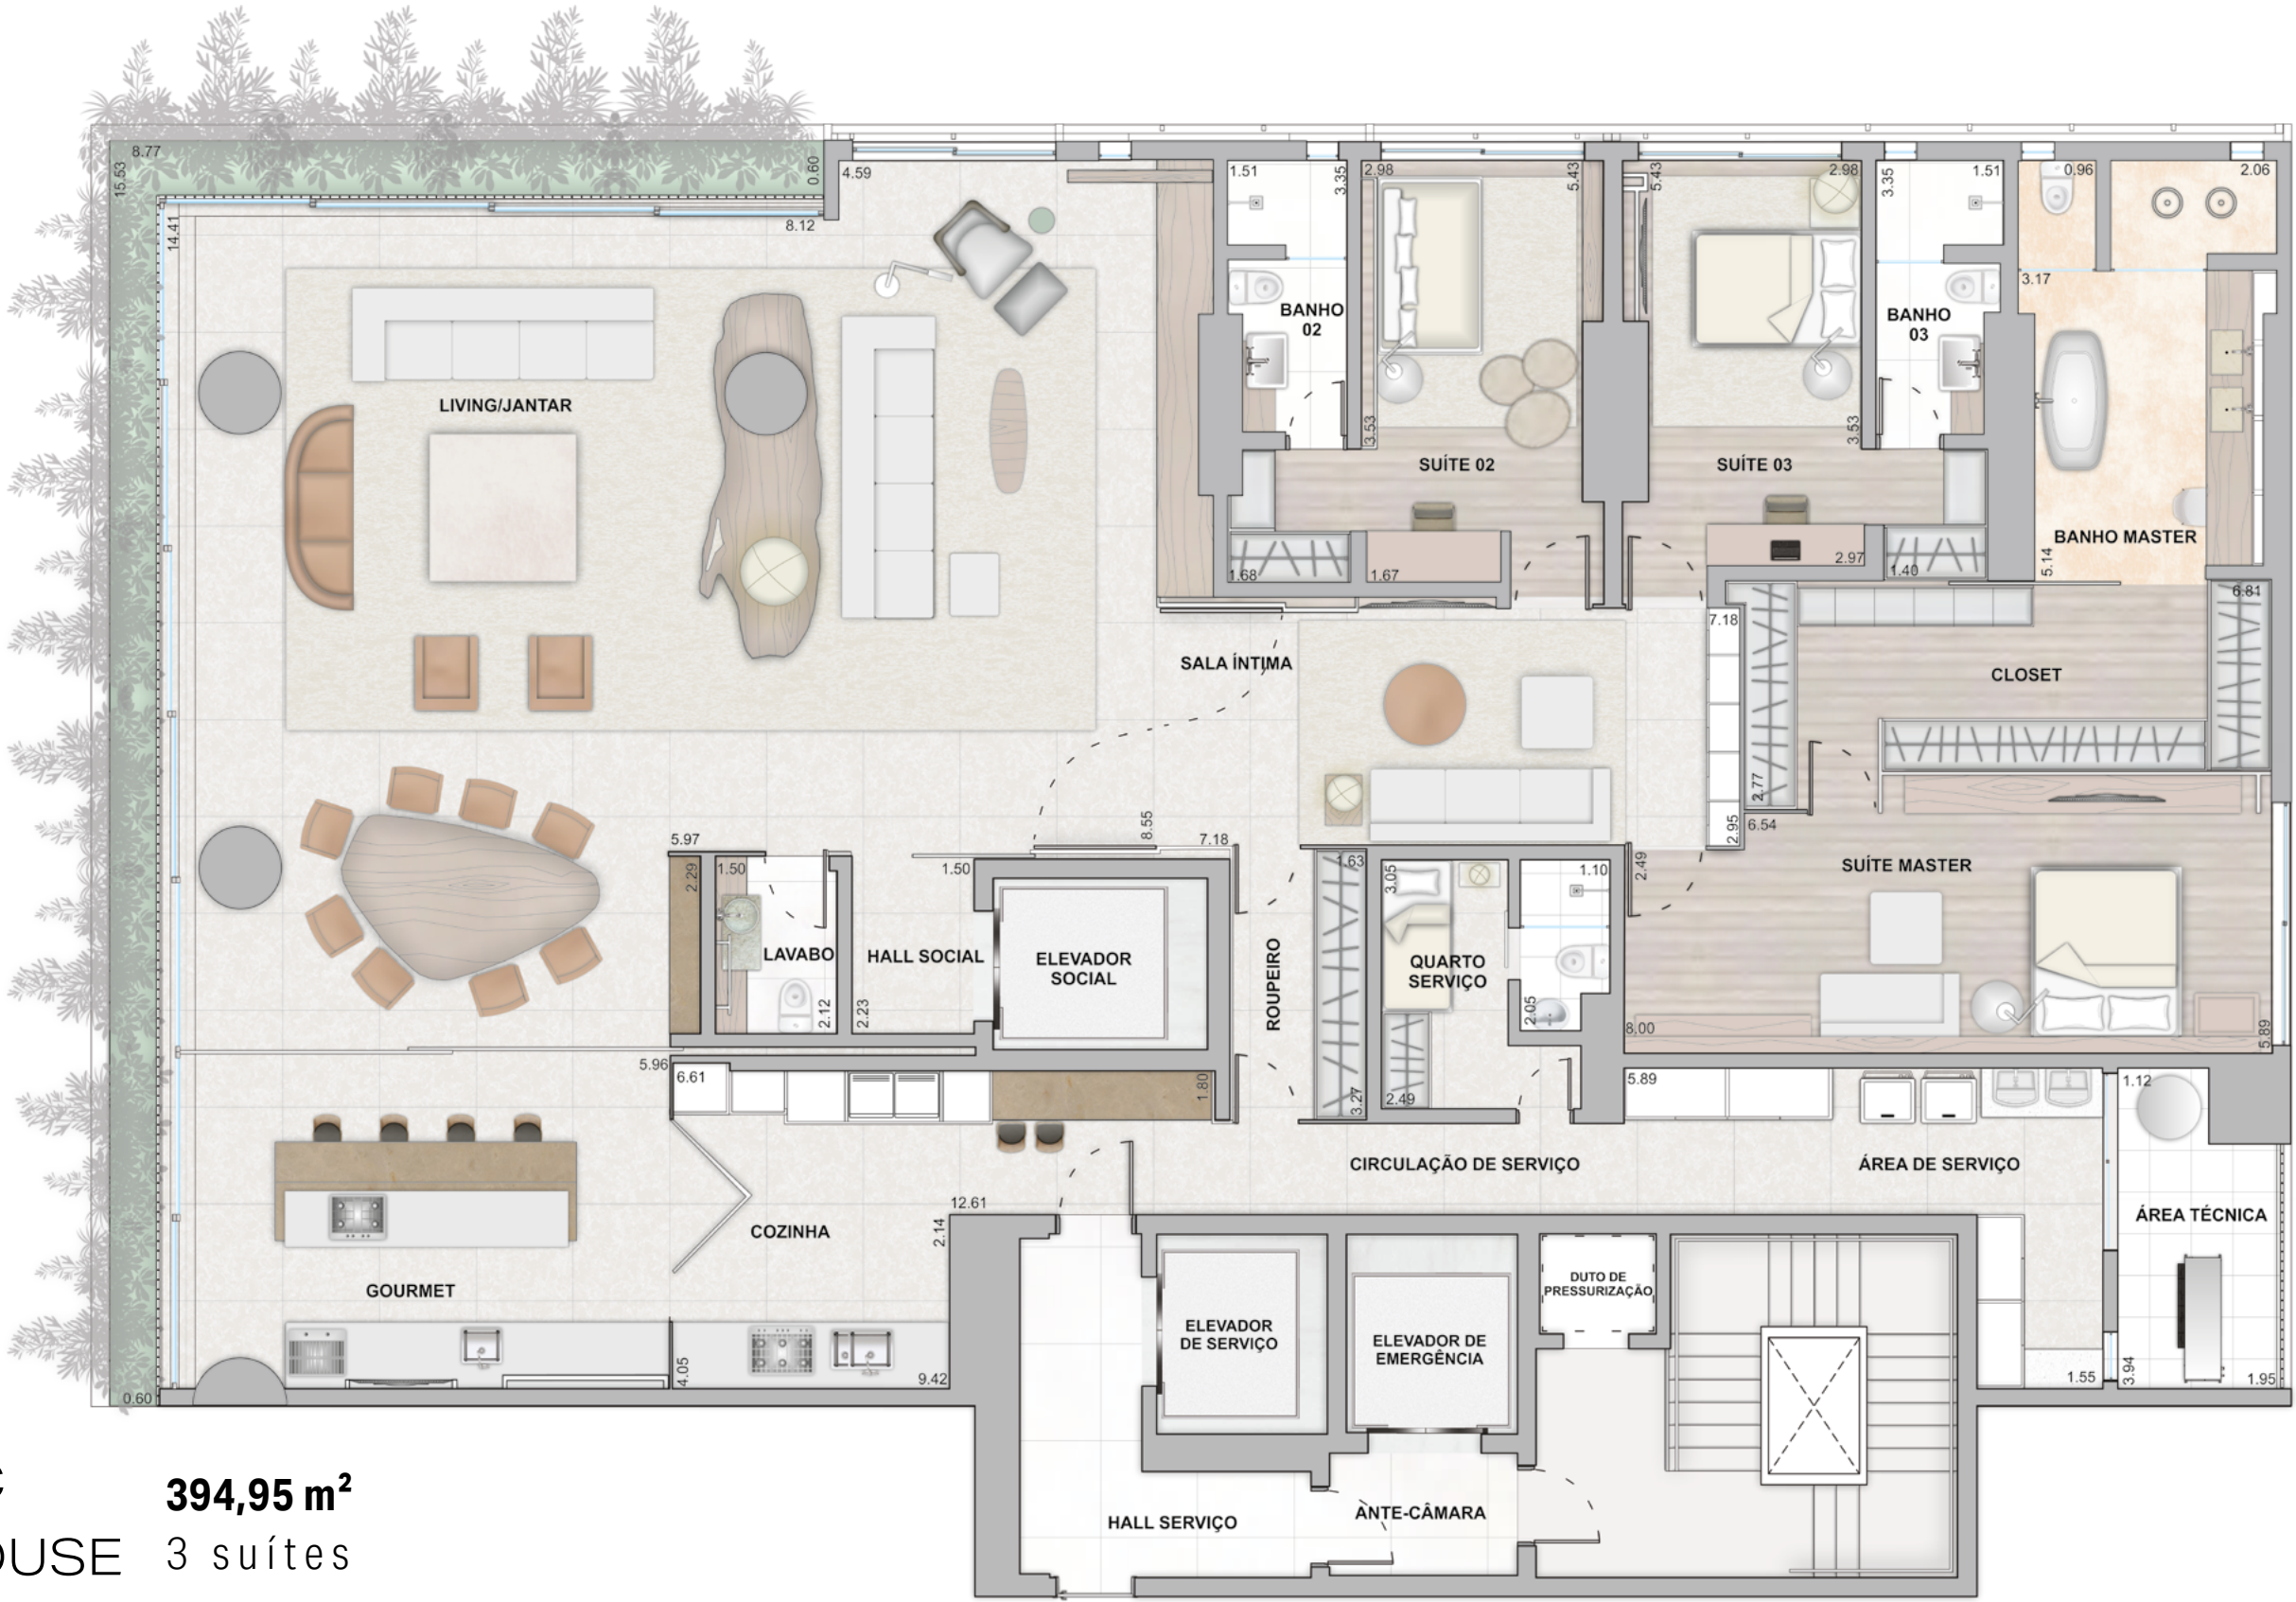 8.77
15.53
0.60
4.59
14.41
8.12
1.51
3.35
2.98
5.43
5.43
2.98
3.35
1.51
0.96
2.06
3.17
BANHO
02
BANHO
03
LIVING/JANTAR
3.53
3.53
SUÍTE 02
SUÍTE 03
BANHO MASTER
5.14
1.68
1.67
2.97
1.40
6.81
7.18
SALA ÍNTIMA
CLOSET
2.77
2.95
6.54
5.97
8.55
7.18
2.29
1.50
1.50
1.63
3.05
1.10
2.49
SUÍTE MASTER
LAVABO
HALL SOCIAL
ELEVADOR
SOCIAL
ROUPEIRO
QUARTO
SERVIÇO
2.12
2.23
2.05
8.00
5.89
5.96
6.61
1.80
3.27
2.49
5.89
1.12
CIRCULAÇÃO DE SERVIÇO
ÁREA DE SERVIÇO
12.61
2.14
COZINHA
ÁREA TÉCNICA
GOURMET
DUTO DE
PRESSURIZAÇÃO
ELEVADOR
DE SERVIÇO
ELEVADOR DE
EMERGÊNCIA
0.60
4.05
9.42
1.55
3.94
1.95
394,95 m²
3 suítes
HALL SERVIÇO
ANTE-CÂMARA